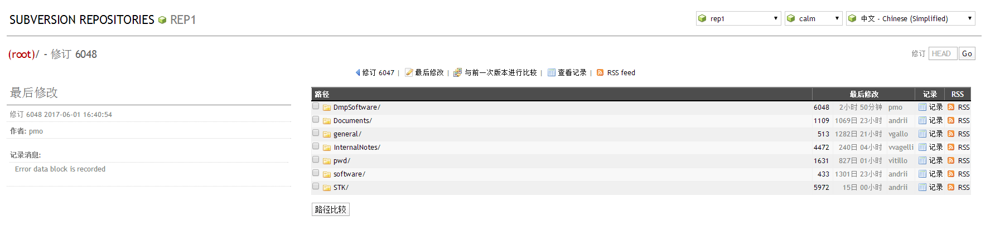 SUBVERSION REPOSITORIES REP1
rep1 calm 中文 - Chinese (Simplified)
(root)/ - 修订 6048
修订 HEAD Go
修订 6047 | 最后修改 | 与前一次版本进行比较 | 查看记录 | RSS feed
最后修改
修订 6048 2017-06-01 16:40:54
作者: pmo
记录消息:
Error data block is recorded
路径 最后修改 记录 RSS
DmpSoftware/ 6048 2小时 50分钟 pmo 记录 RSS
Documents/ 1109 1069日 23小时 andrii 记录 RSS
general/ 513 1282日 21小时 vgallo 记录 RSS
InternalNotes/ 4472 240日 04小时 vvagelli 记录 RSS
pwd/ 1631 827日 01小时 vitillo 记录 RSS
software/ 433 1301日 23小时 andrii 记录 RSS
STK/ 5972 15日 00小时 andrii 记录 RSS
路径比较